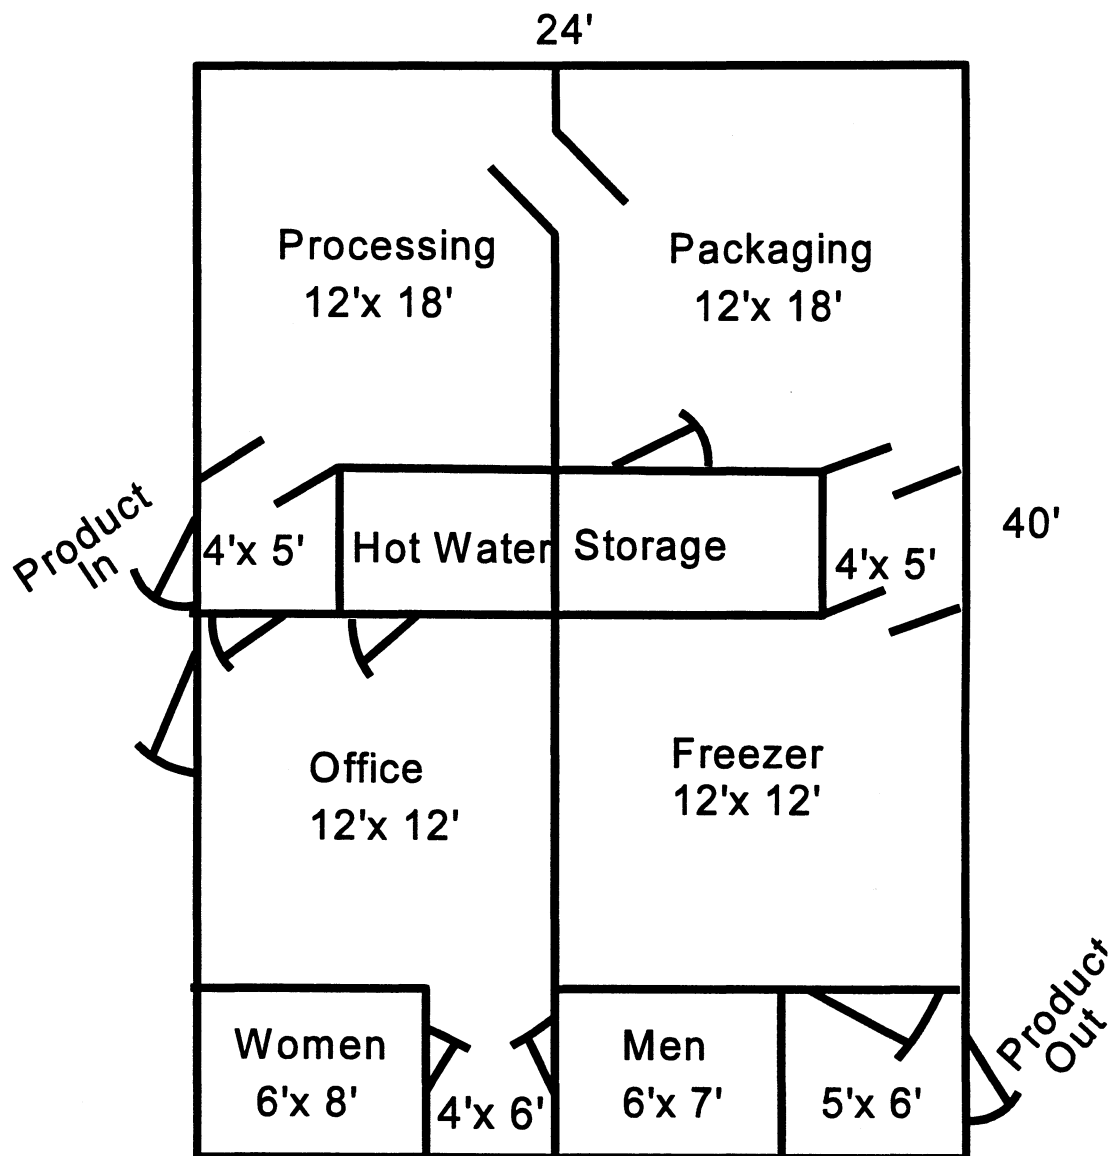 24'
Processing
12'x 18'
Packaging
12'x 18'
Product
In
4'x 5'
Hot Water
Storage
4'x 5'
40'
Office
12'x 12'
Freezer
12'x 12'
Women
6'x 8'
4'x 6'
Men
6'x 7'
5'x 6'
Product
Out